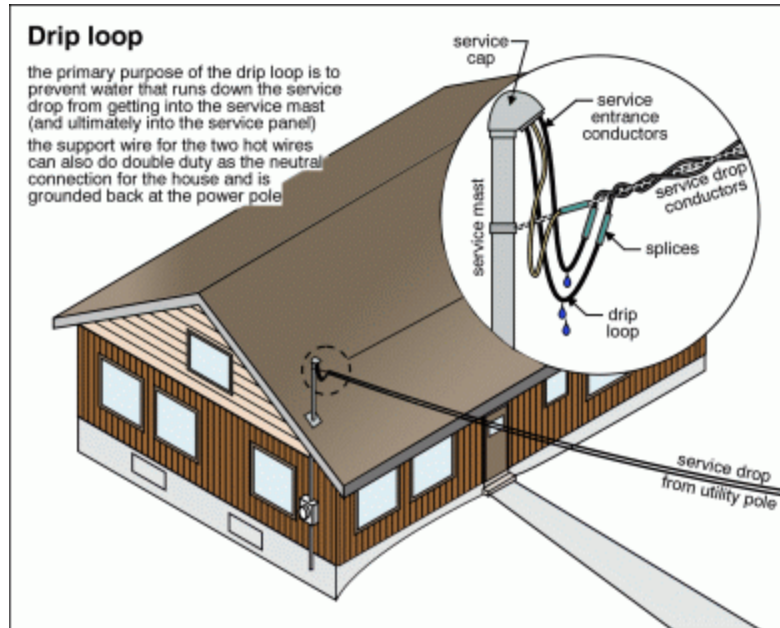 Drip loop
the primary purpose of the drip loop is to
prevent water that runs down the service
drop from getting into the service mast
(and ultimately into the service panel)
the support wire for the two hot wires
can also do double duty as the neutral
connection for the house and is
grounded back at the power pole
service
cap
service
entrance
conductors
service mast
service drop
conductors
splices
drip
loop
service drop
from utility pole